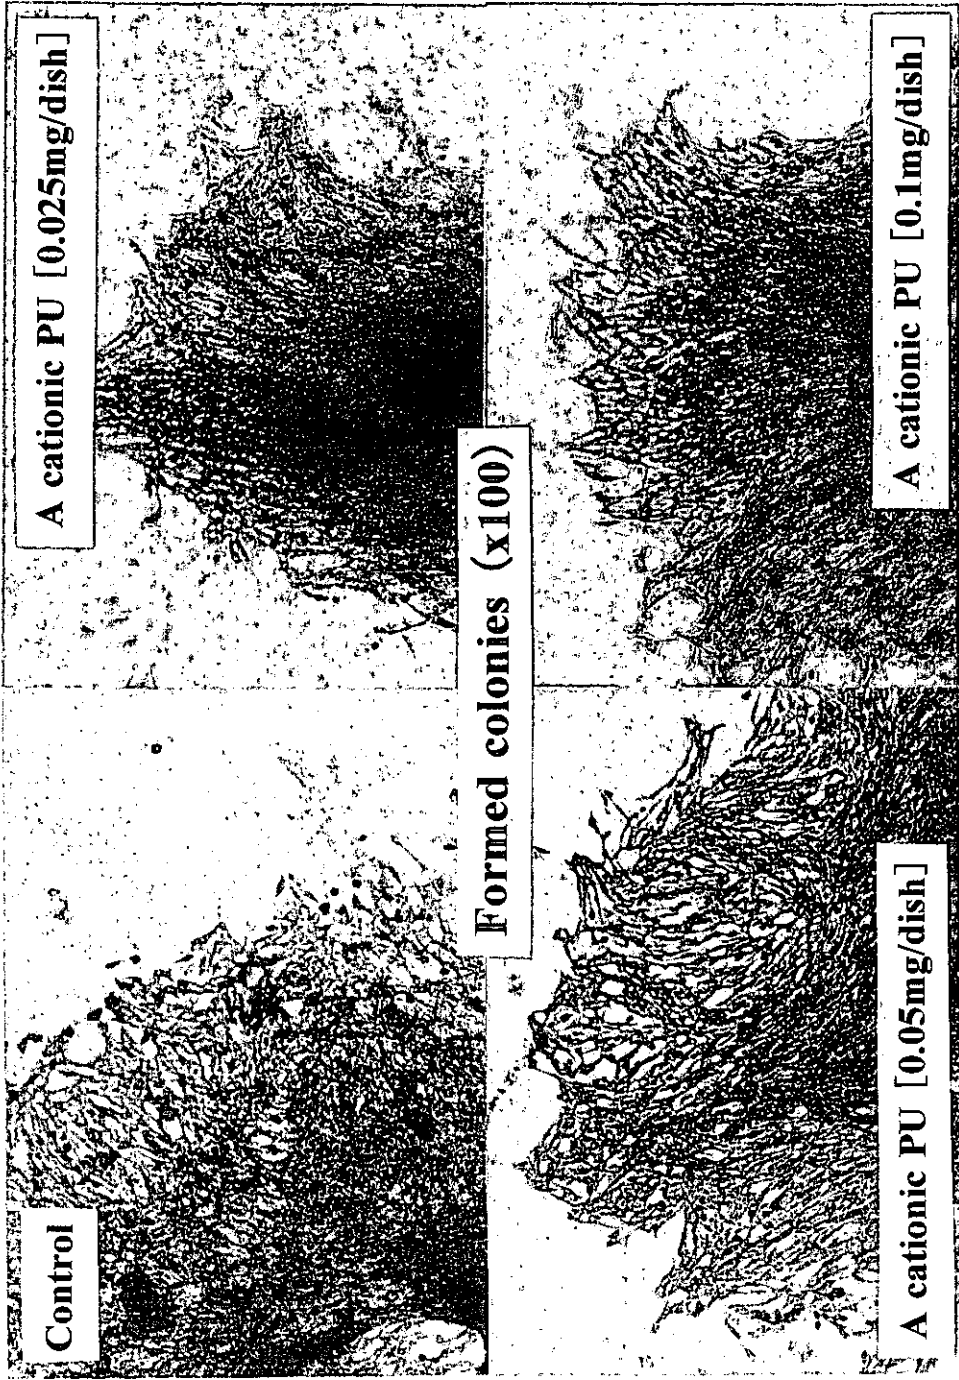 Control
A cationic PU [0.025mg/dish]
Formed colonies (x100)
A cationic PU [0.05mg/dish]
A cationic PU [0.1mg/dish]